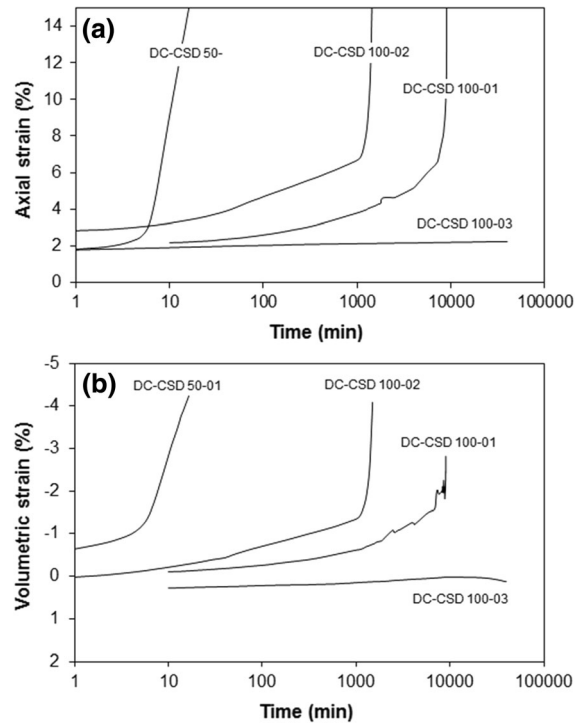 (a)
14
12
10
8
6
4
2
0
Axial strain (%)
DC-CSD 50-
DC-CSD 100-02
DC-CSD 100-01
DC-CSD 100-03
1 10 100 1000 10000 100000
Time (min)
(b)
-5
-4
-3
-2
-1
0
1
2
Volumetric strain (%)
DC-CSD 50-01
DC-CSD 100-02
DC-CSD 100-01
DC-CSD 100-03
1 10 100 1000 10000 100000
Time (min)